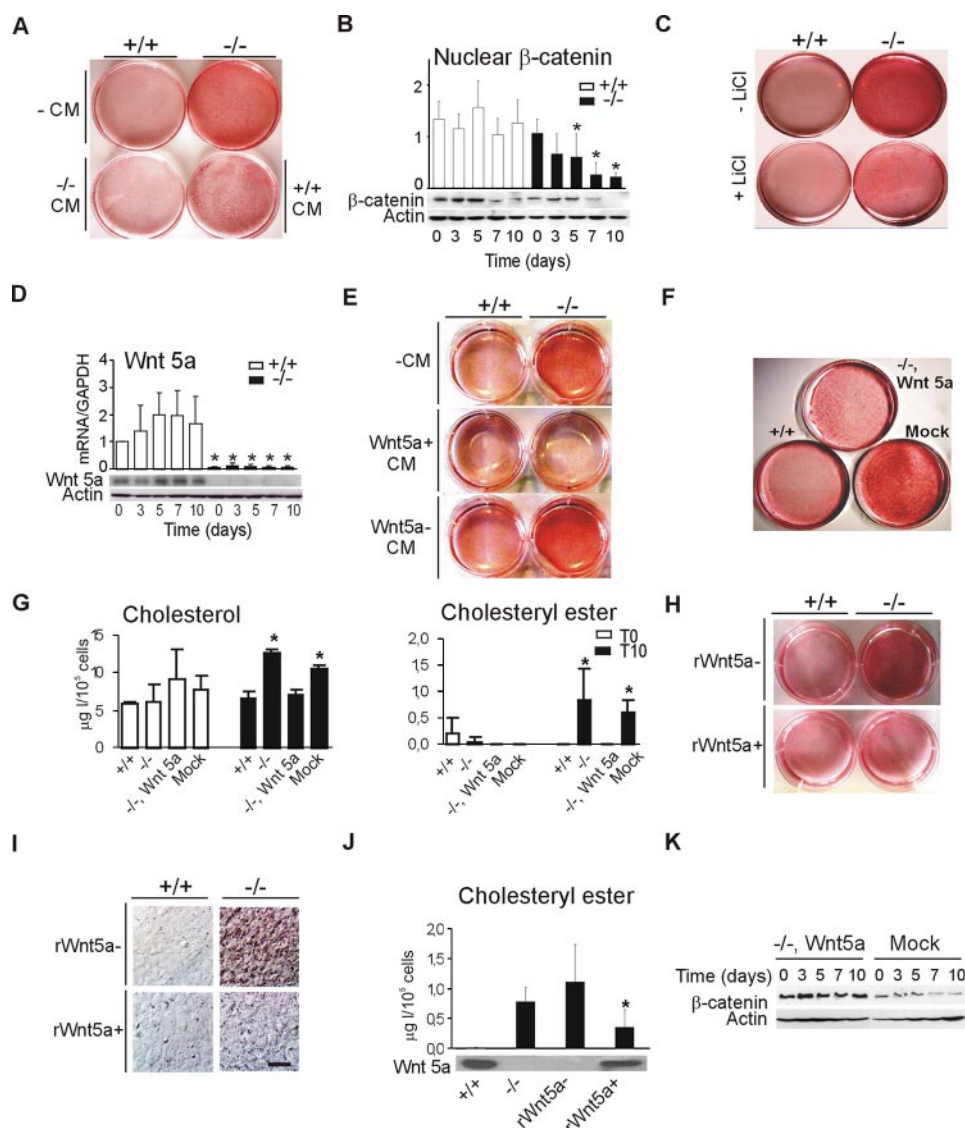 A
+/+ -/-
- CM
-/- CM
+/+ CM
B
Nuclear β-catenin
+/+
-/-
2
1
0
* * *
β-catenin
Actin
0 3 5 7 10 0 3 5 7 10
Time (days)
C
+/+ -/-
- LiCl
+ LiCl
D
Wnt 5a
+/+
-/-
mRNA/GAPDH
4
3
2
1
0
* * * * *
Wnt 5a
Actin
0 3 5 7 10 0 3 5 7 10
Time (days)
E
+/+ -/-
-CM
Wnt5a+ CM
Wnt5a- CM
F
-/-,
Wnt 5a
+/+
Mock
G
Cholesterol
µg l/10⁵ cells
15
10
5
0
* *
+/+ -/- -/-, Wnt 5a Mock +/+ -/- -/-, Wnt 5a Mock
Cholesteryl ester
T0
T10
2,0
1,5
1,0
0,5
0,0
* *
+/+ -/- -/-, Wnt 5a Mock +/+ -/- -/-, Wnt 5a Mock
H
+/+ -/-
rWnt5a-
rWnt5a+
I
+/+ -/-
rWnt5a-
rWnt5a+
J
Cholesteryl ester
µg l/10⁵ cells
2,0
1,5
1,0
0,5
0,0
*
Wnt 5a
+/+ -/- rWnt5a- rWnt5a+
K
-/-, Wnt5a Mock
Time (days) 0 3 5 7 10 0 3 5 7 10
β-catenin
Actin